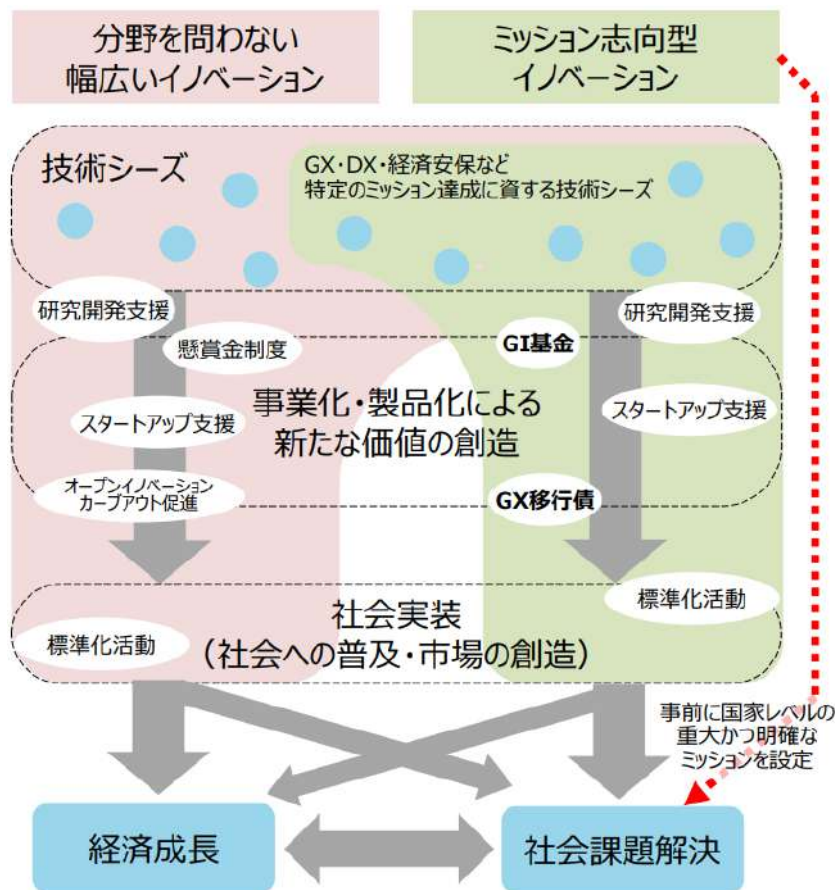 分野を問わない
幅広いイノベーション
ミッション志向型
イノベーション
技術シーズ
GX・DX・経済安保など
特定のミッション達成に資する技術シーズ
研究開発支援
研究開発支援
懸賞金制度
GI基金
事業化・製品化による
新たな価値の創造
スタートアップ支援
スタートアップ支援
オープンイノベーション
カーブアウト促進
GX移行債
標準化活動
社会実装
（社会への普及・市場の創造）
標準化活動
事前に国家レベルの
重大かつ明確な
ミッションを設定
経済成長
社会課題解決